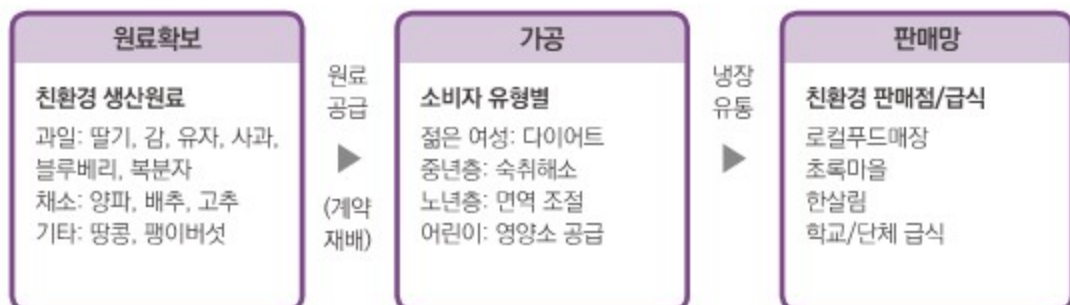 원료확보
친환경 생산원료
과일: 딸기, 감, 유자, 사과,
블루베리, 복분자
채소: 양파, 배추, 고추
기타: 땅콩, 팽이버섯
원료
공급
▶
(계약
재배)
가공
소비자 유형별
젊은 여성: 다이어트
중년층: 숙취해소
노년층: 면역 조절
어린이: 영양소 공급
냉장
유통
▶
판매망
친환경 판매점/급식
로컬푸드매장
초록마을
한살림
학교/단체 급식